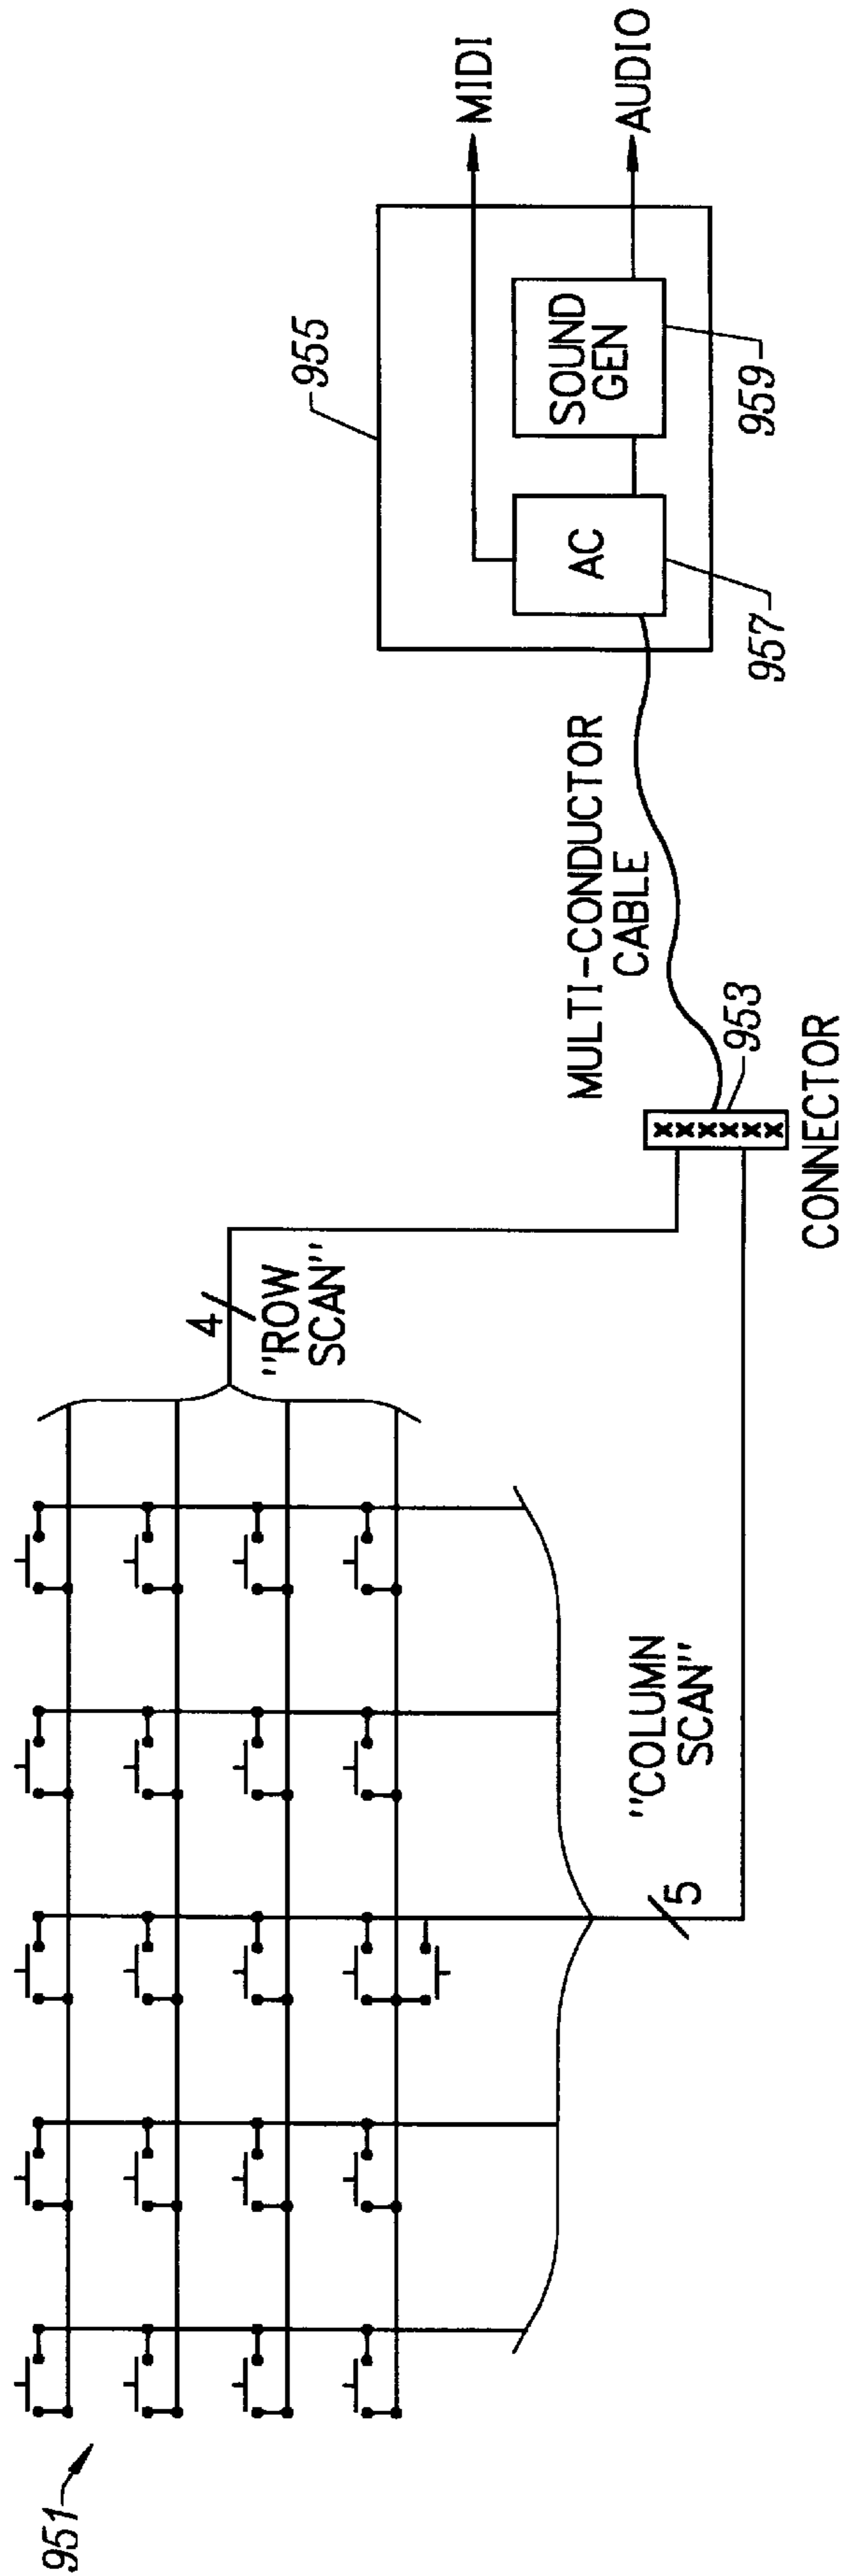 951
4
"ROW
SCAN"
"COLUMN
SCAN"
5
MULTI-CONDUCTOR
CABLE
953
xxxxxx
CONNECTOR
955
AC
957
SOUND
GEN
959
MIDI
AUDIO